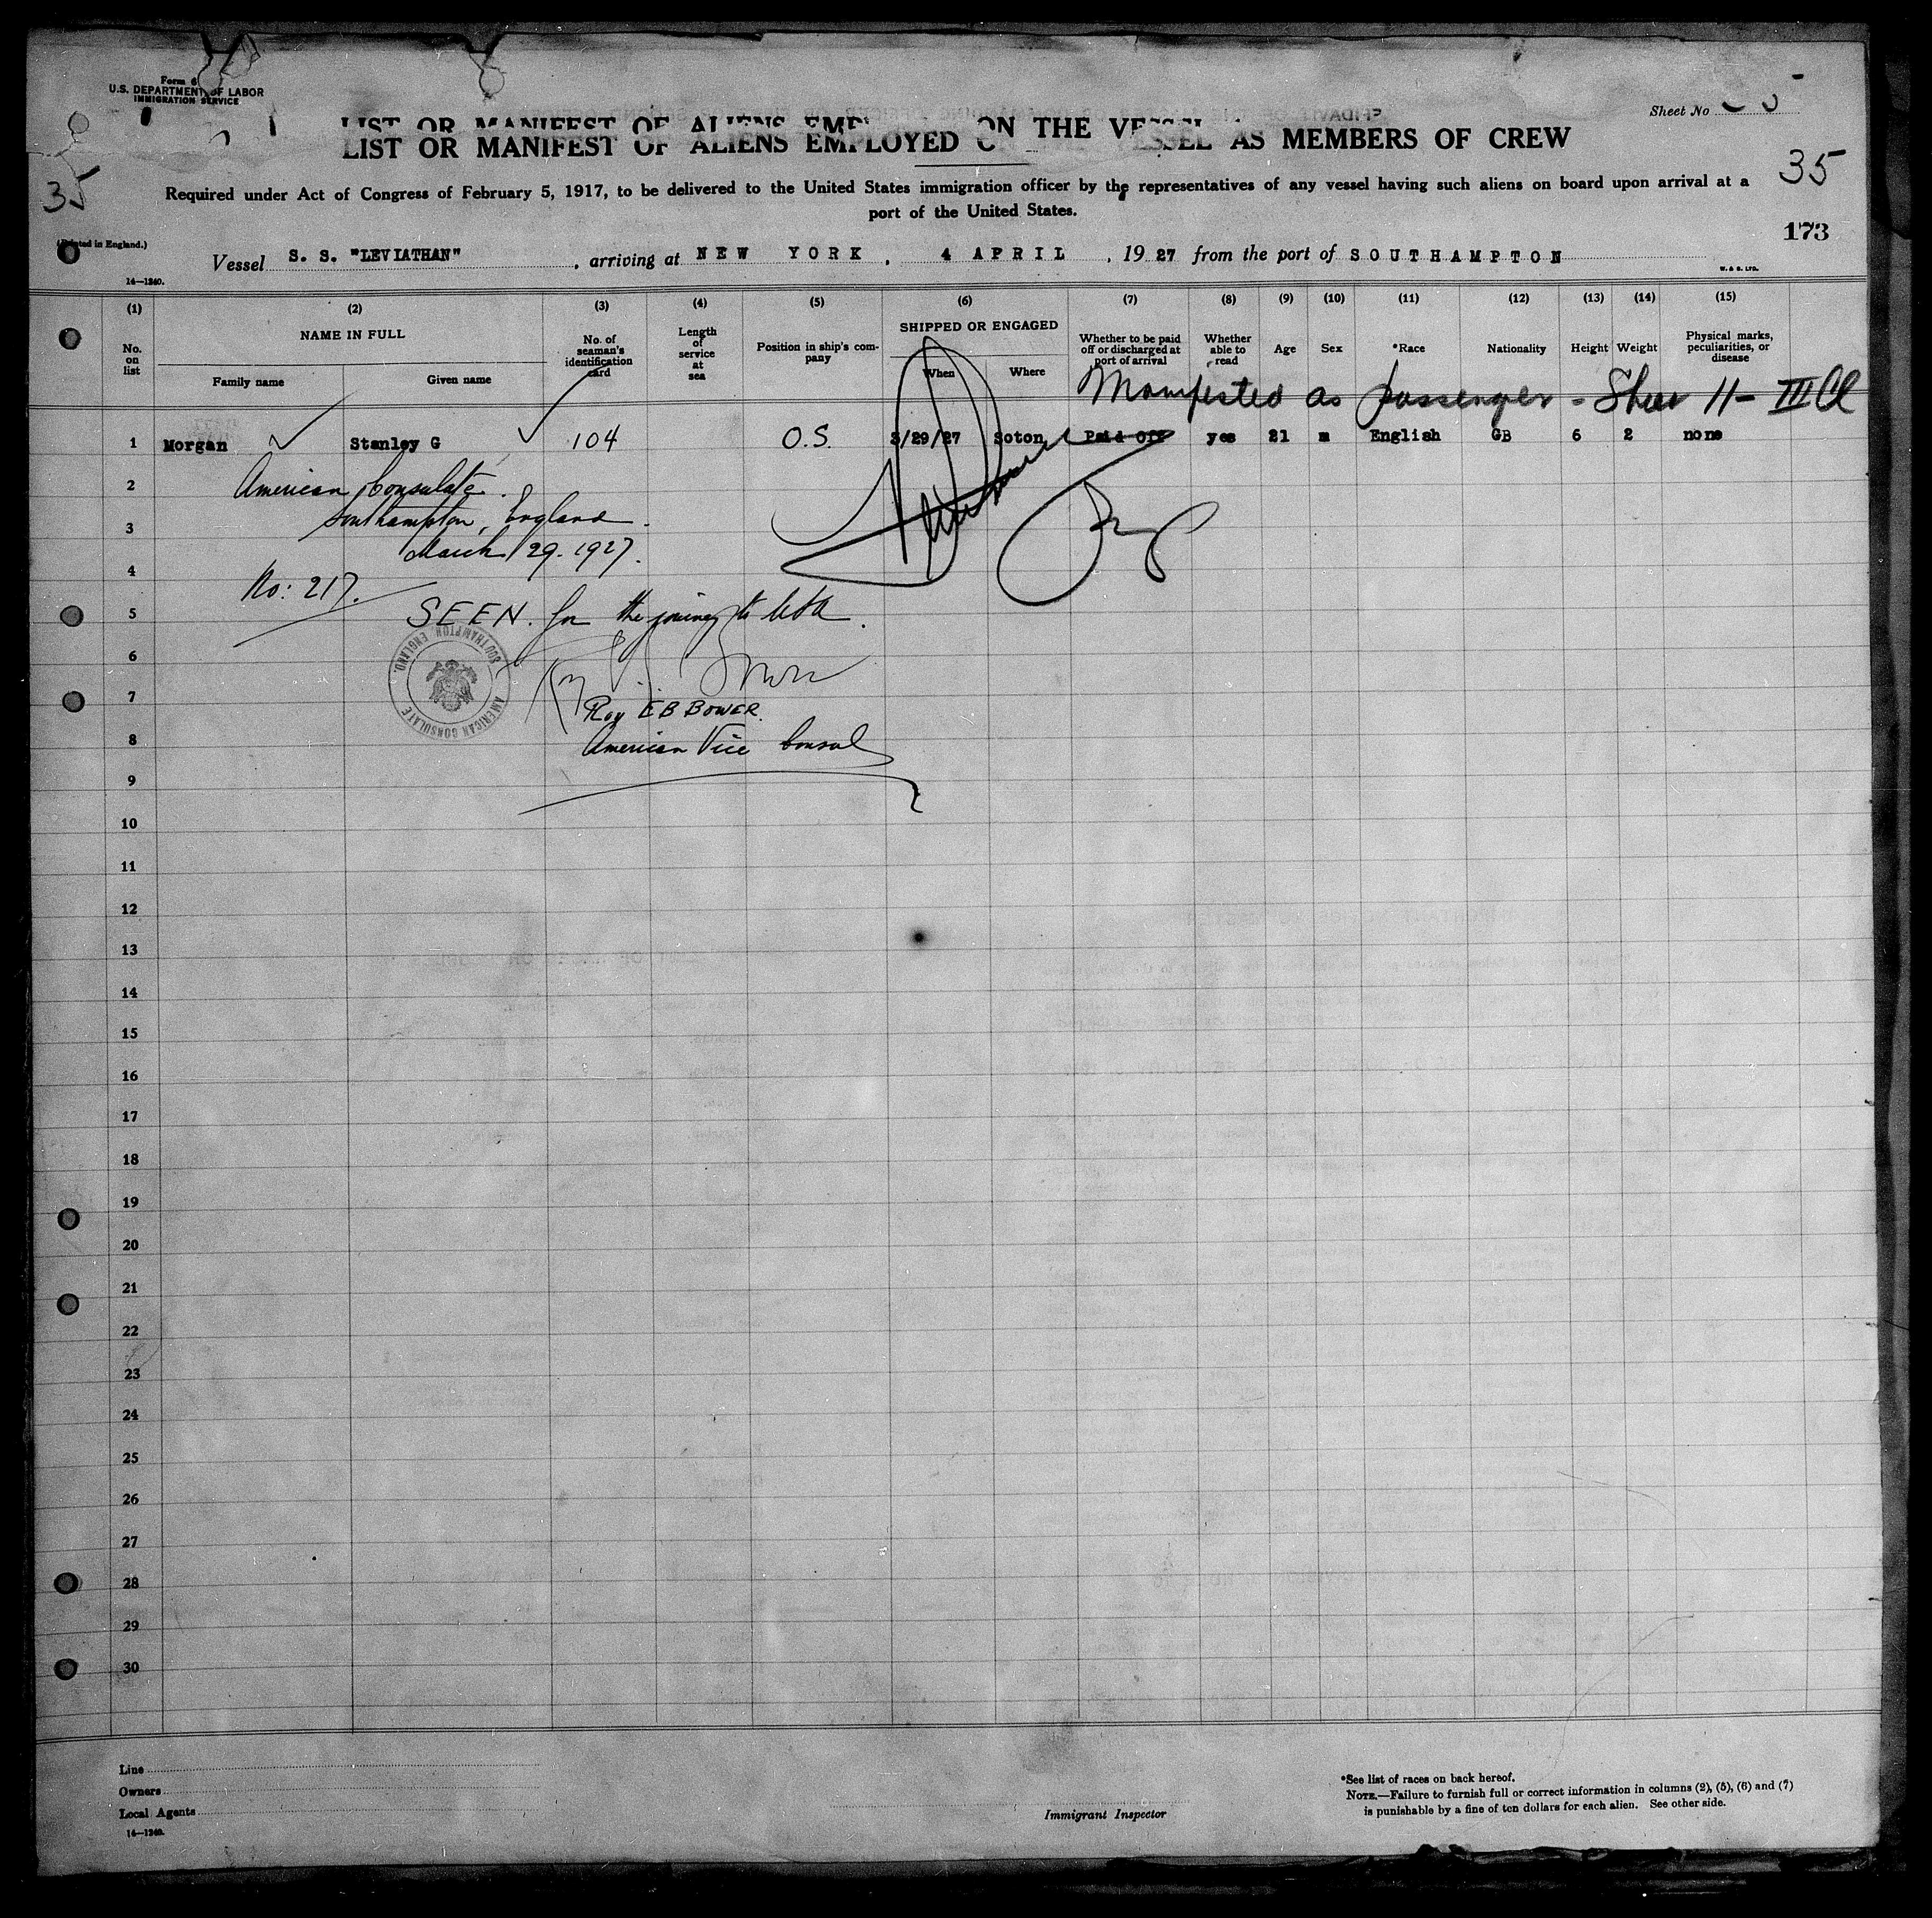 Form 6
U.S. DEPARTMENT OF LABOR
IMMIGRATION SERVICE
Sheet No
LIST OR MANIFEST OF ALIENS EMPLOYED ON THE VESSEL AS MEMBERS OF CREW
35
35
Required under Act of Congress of February 5, 1917, to be delivered to the United States immigration officer by the representatives of any vessel having such aliens on board upon arrival at a
port of the United States.
173
(Printed in England.)
Vessel S. S. "LEVIATHAN", arriving at NEW YORK, 4 APRIL, 1927 from the port of SOUTHAMPTON
14—1240.
W. & S. LTD.
(1) (2) (3) (4) (5) (6) (7) (8) (9) (10) (11) (12) (13) (14) (15)
No. on list
NAME IN FULL
Family name
Given name
No. of seaman's identification card
Length of service at sea
Position in ship's company
SHIPPED OR ENGAGED
When
Where
Whether to be paid off or discharged at port of arrival
Whether able to read
Age
Sex
*Race
Nationality
Height
Weight
Physical marks, peculiarities, or disease
Manifested as passenger - Sheet 11 - III Cl
1 Morgan Stanley G 104 O.S. 3/29/27 Soton Paid Off yes 21 m English GB 6 2 none
2
American Consulate.
3
Southampton, England.
March 29. 1927.
4
No: 217.
5
SEEN. for the journey to USA.
6
AMERICAN CONSULATE SOUTHAMPTON ENGLAND.
7
Roy E B BOWER.
8
American Vice Consul
9
10
11
12
13
14
15
16
17
18
19
20
21
22
23
24
25
26
27
28
29
30
Line
Owners
Local Agents
14—1240.
Immigrant Inspector
*See list of races on back hereof.
NOTE.—Failure to furnish full or correct information in columns (2), (5), (6) and (7)
is punishable by a fine of ten dollars for each alien. See other side.